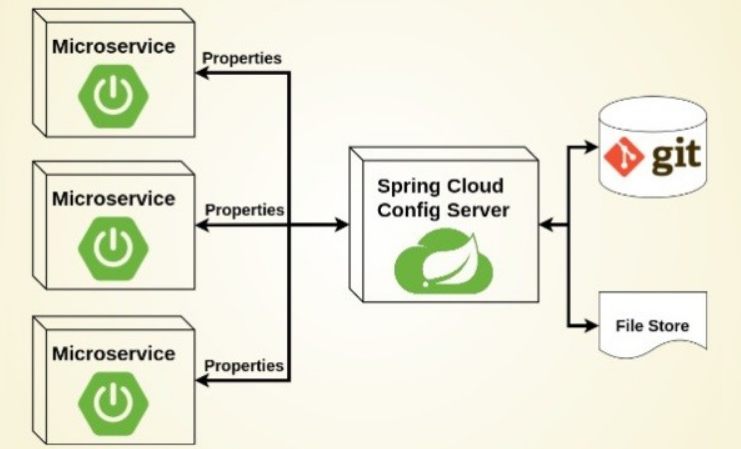 Microservice
Properties
Microservice
Properties
Microservice
Properties
Spring Cloud
Config Server
git
File Store